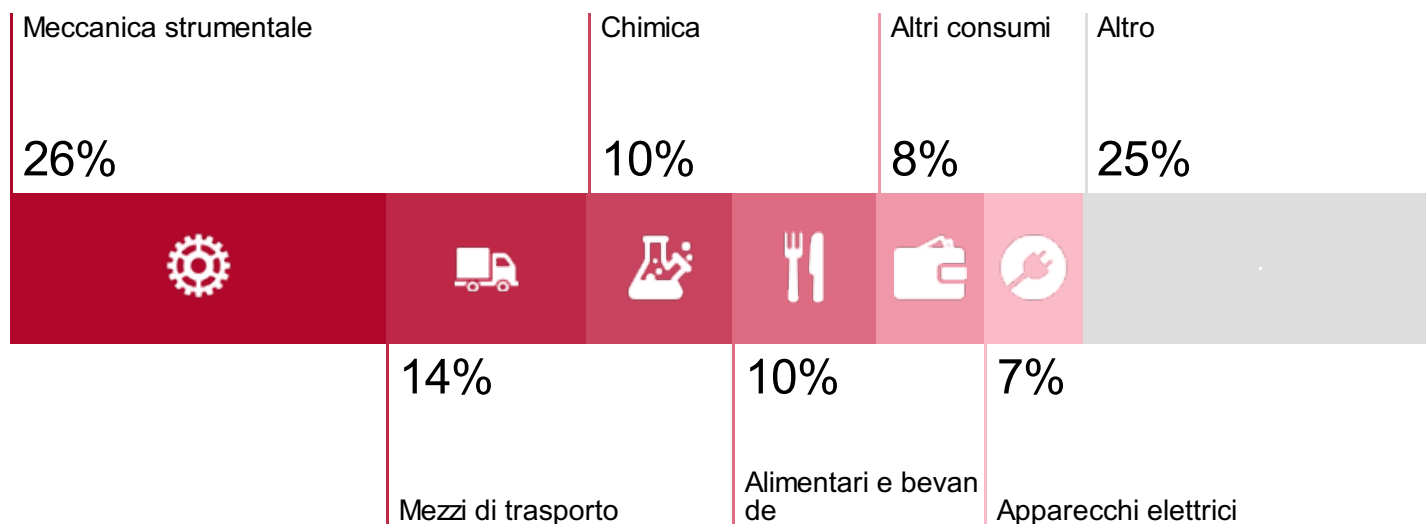 Meccanica strumentale
26%
Chimica
10%
Altri consumi
8%
Altro
25%
14%
Mezzi di trasporto
10%
Alimentari e bevan
de
7%
Apparecchi elettrici